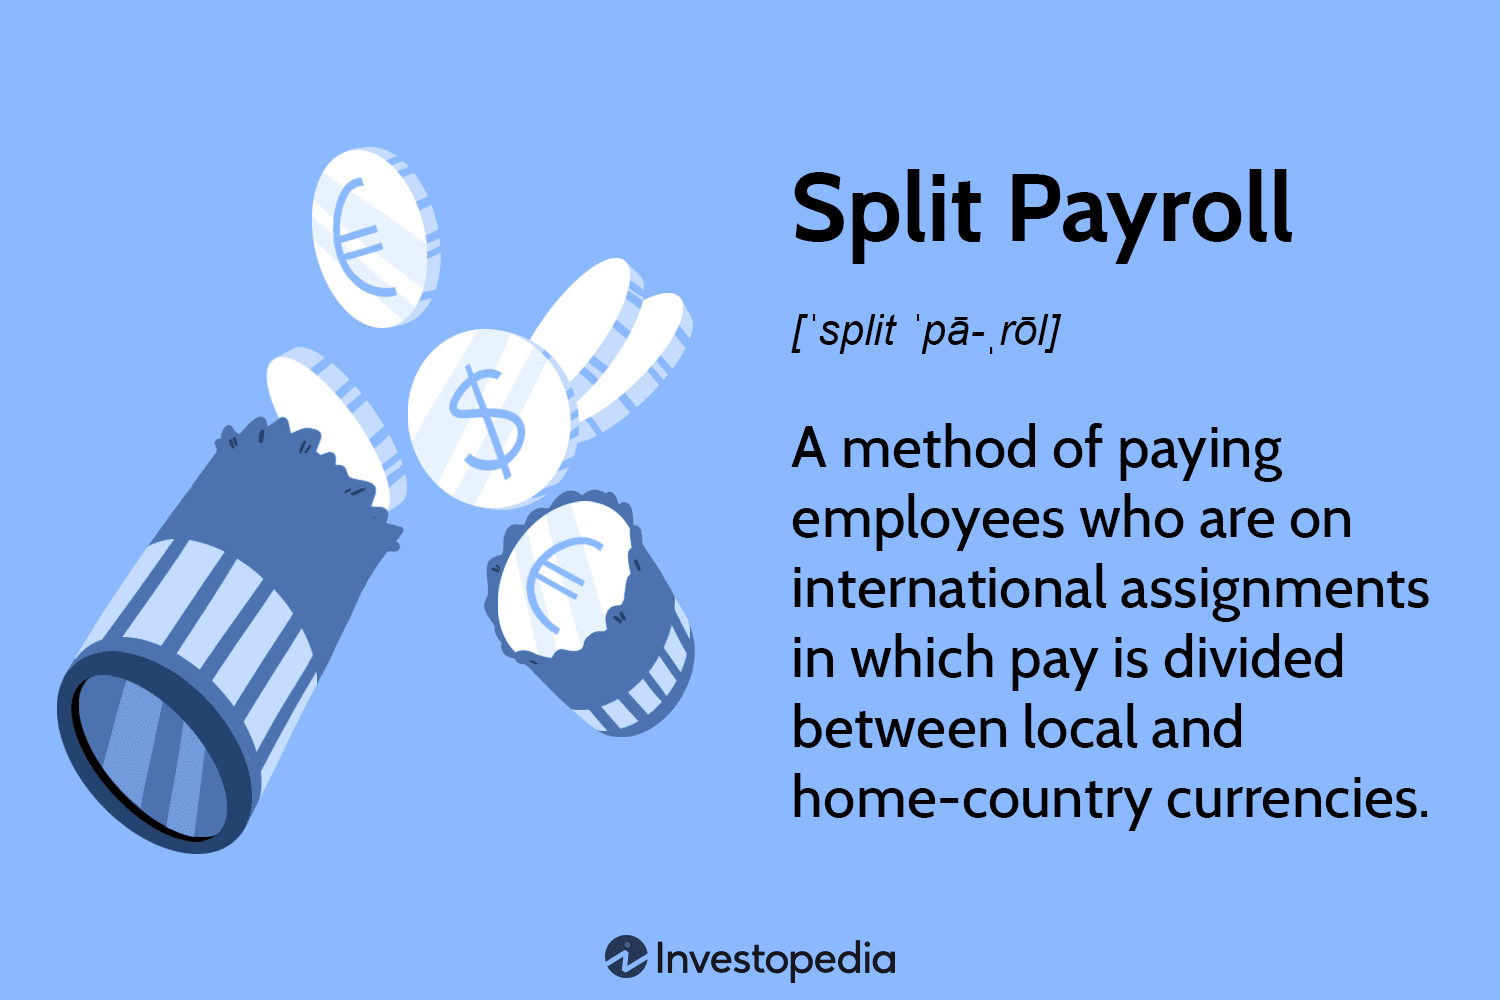 Split Payroll
[ˈsplit ˈpā-ˌrōl]
A method of paying
employees who are on
international assignments
in which pay is divided
between local and
home-country currencies.
€
$
€
Investopedia